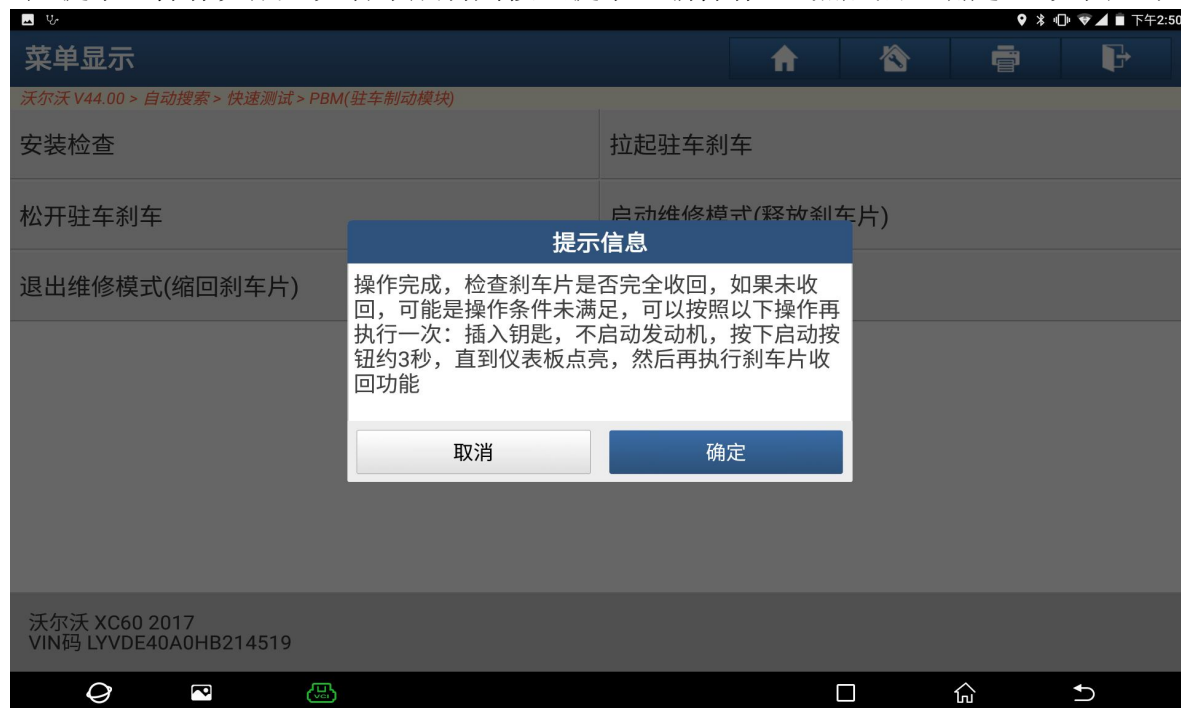 下午2:50
菜单显示
沃尔沃 V44.00 > 自动搜索 > 快速测试 > PBM(驻车制动模块)
安装检查
拉起驻车刹车
松开驻车刹车
启动维修模式(释放刹车片)
退出维修模式(缩回刹车片)
提示信息
操作完成，检查刹车片是否完全收回，如果未收
回，可能是操作条件未满足，可以按照以下操作再
执行一次：插入钥匙，不启动发动机，按下启动按
钮约3秒，直到仪表板点亮，然后再执行刹车片收
回功能
取消
确定
沃尔沃 XC60 2017
VIN码 LYVDE40A0HB214519
VCI